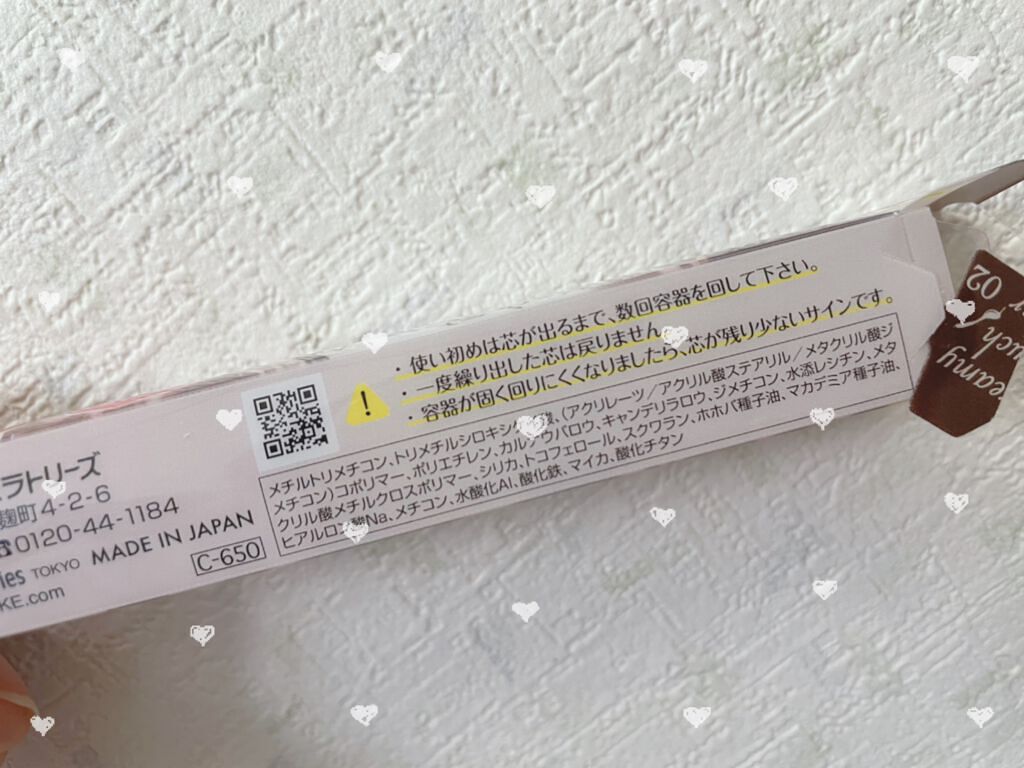 ・使い初めは芯が出るまで、数回容器を回して下さい。
・一度繰り出した芯は戻りません。
・容器が固く回りにくくなりましたら、芯が残り少ないサインです。
メチルトリメチコン、トリメチルシロキシケイ酸、(アクリレーツ/アクリル酸ステアリル/メタクリル酸ジ
メチコン)コポリマー、ポリエチレン、カルナウバロウ、キャンデリラロウ、ジメチコン、水添レシチン、メタ
クリル酸メチルクロスポリマー、シリカ、トコフェロール、スクワラン、ホホバ種子油、マカデミア種子油、
ヒアルロン酸Na、メチコン、水酸化Al、酸化鉄、マイカ、酸化チタン
ラトリーズ
麹町4-2-6
☎0120-44-1184
ies TOKYO MADE IN JAPAN
KE.com
C-650
eamy
uch
02